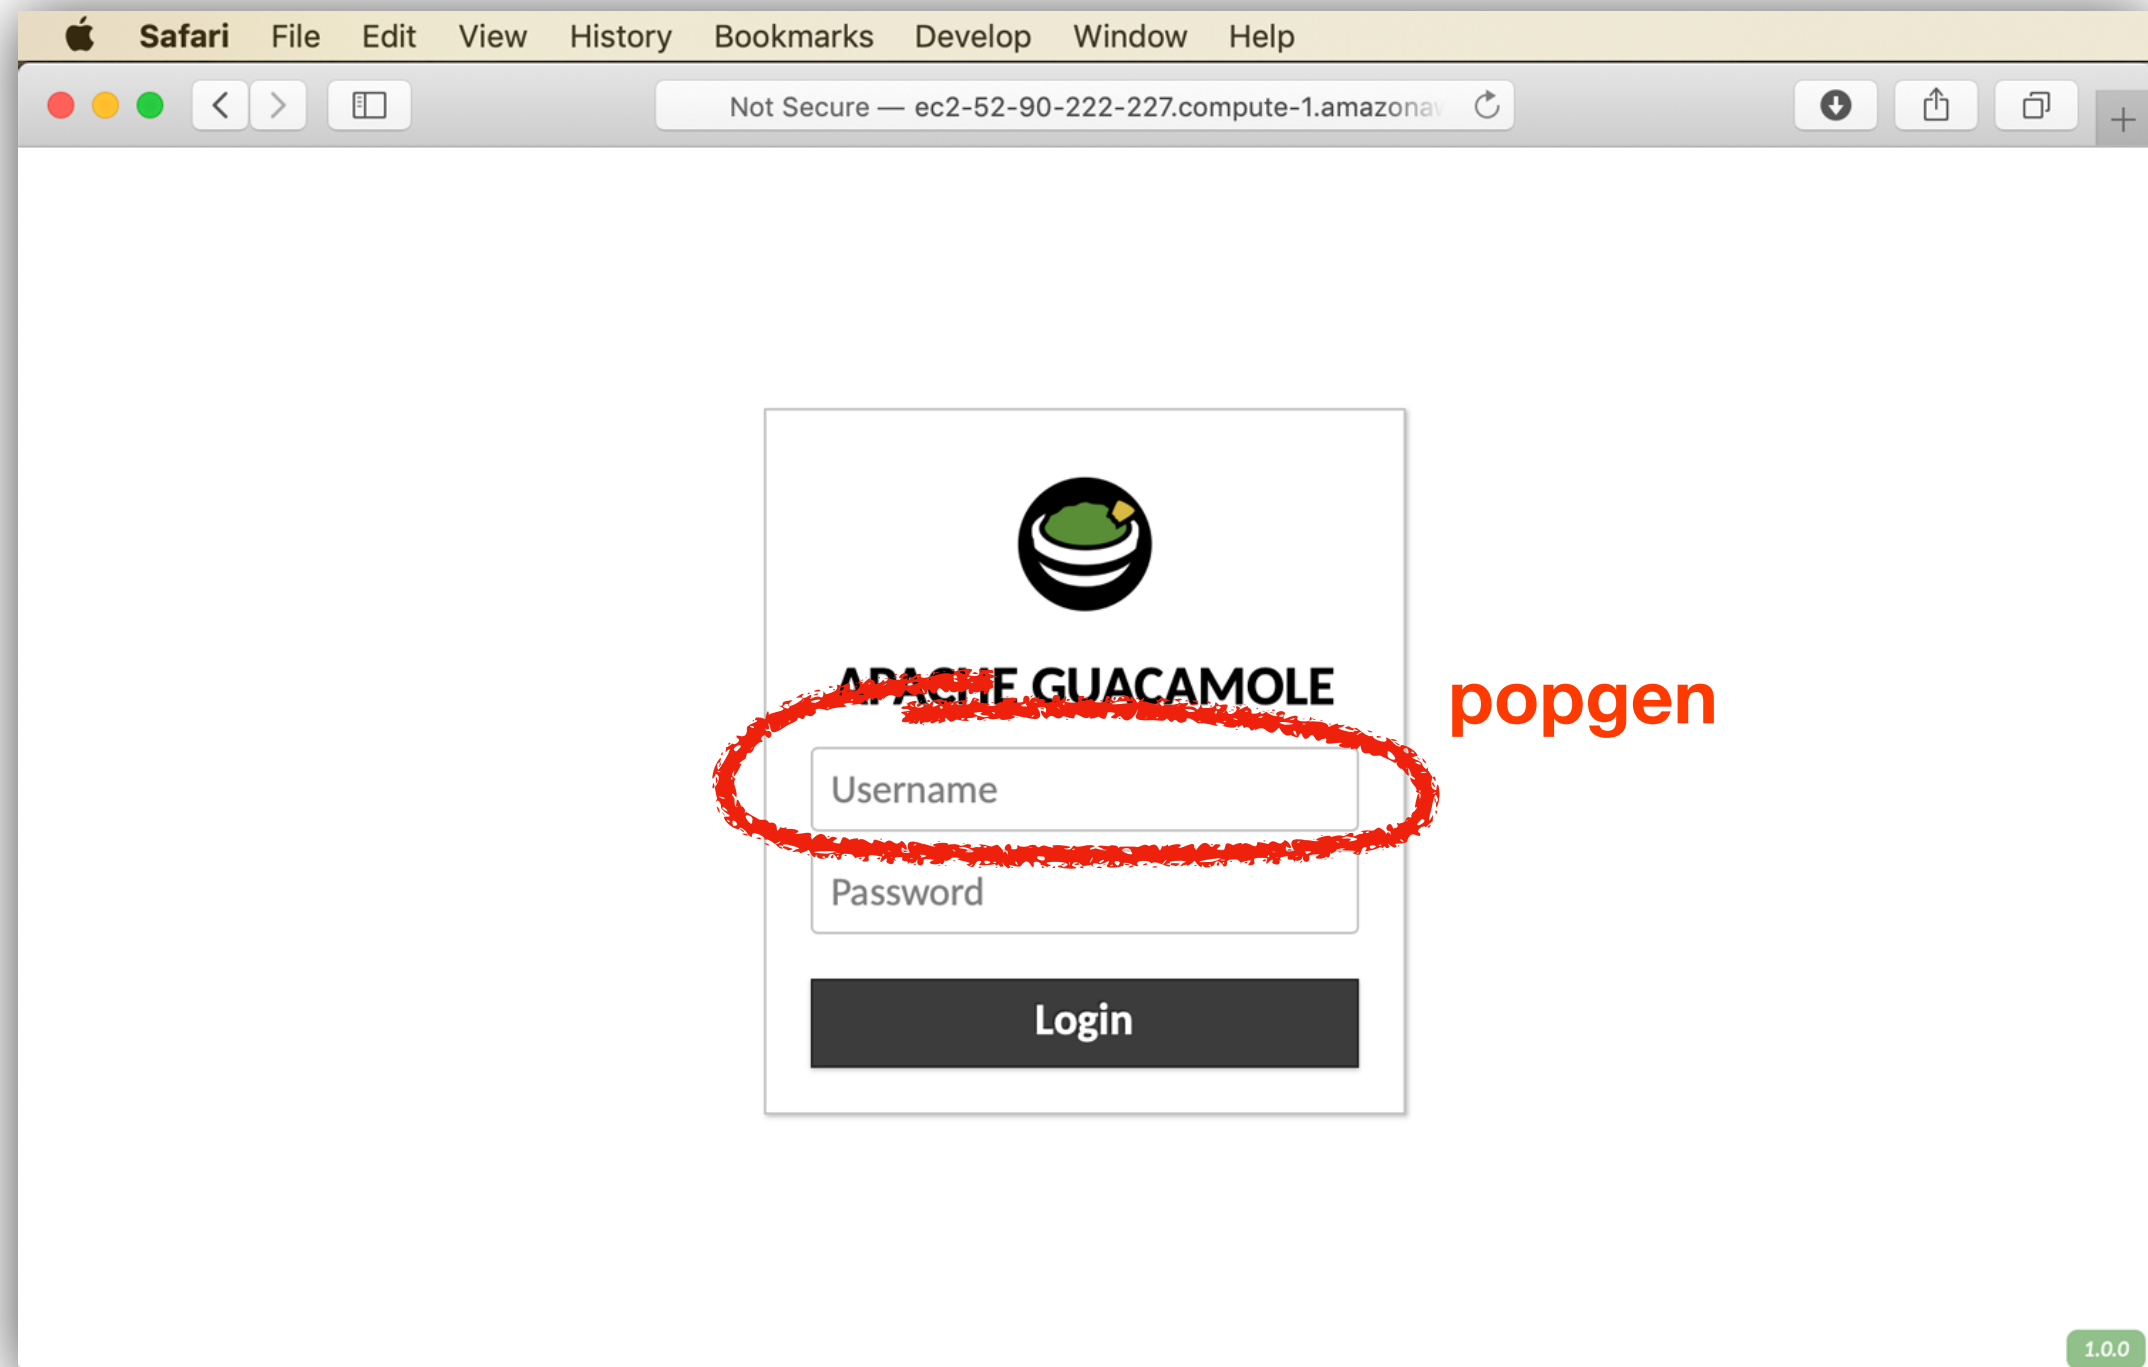 Safari File Edit View History Bookmarks Develop Window Help
Not Secure — ec2-52-90-222-227.compute-1.amazona
APACHE GUACAMOLE
popgen
Username
Password
Login
1.0.0